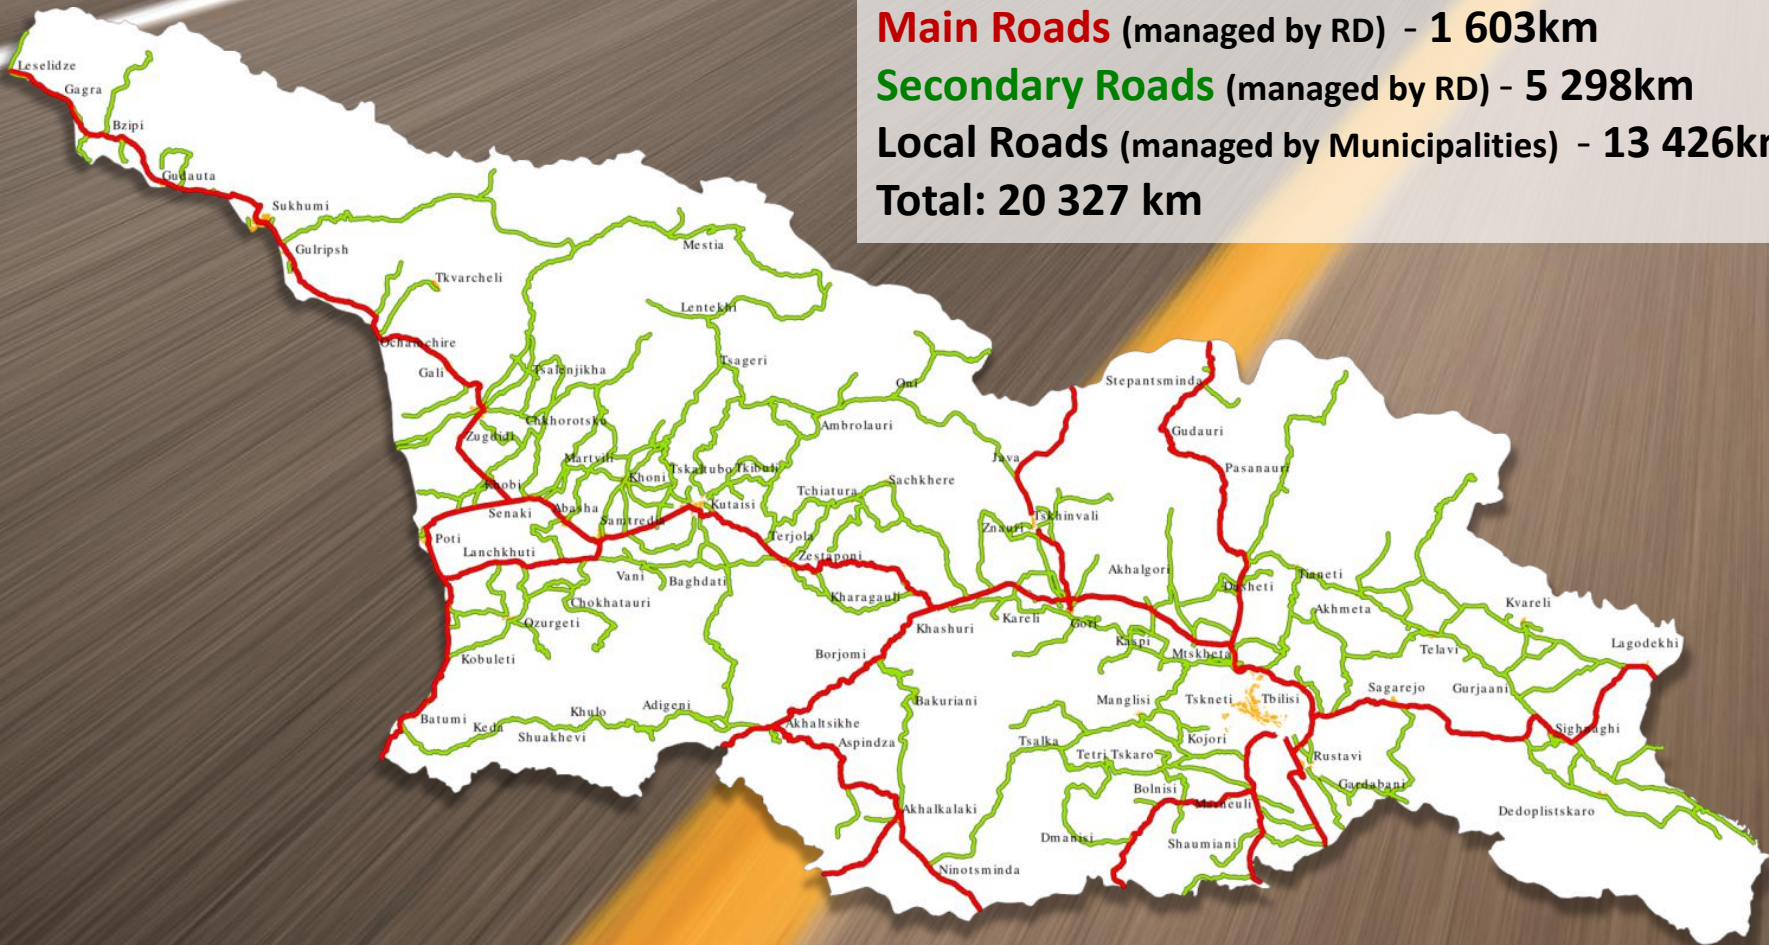 Main Roads (managed by RD) - 1 603km
Secondary Roads (managed by RD) - 5 298km
Local Roads (managed by Municipalities) - 13 426km
Total: 20 327 km
Leselidze
Gagra
Bzipi
Gudauta
Sukhumi
Gulripsh
Mestia
Tkvarcheli
Lentekhi
Ochamchire
Gali
Tsalenjikha
Tsageri
Stepantsminda
Oni
Chkhorotsku
Ambrolauri
Zugdidi
Gudauri
Martvili
Java
Khoni
Tskaltubo
Tkibuli
Pasanauri
Khobi
Tchiatura
Sachkhere
Senaki
Abasha
Kutaisi
Samtredia
Tskhinvali
Znauri
Poti
Terjola
Lanchkhuti
Zestaponi
Vani
Baghdati
Akhalgori
Dusheti
Tianeti
Chokhatauri
Kharagauli
Akhmeta
Kvareli
Ozurgeti
Khashuri
Kareli
Gori
Kaspi
Mtskheta
Telavi
Lagodekhi
Kobuleti
Borjomi
Bakuriani
Manglisi
Tskneti
Tbilisi
Sagarejo
Gurjaani
Adigeni
Khulo
Batumi
Keda
Shuakhevi
Akhaltsikhe
Aspindza
Tsalka
Kojori
Sighnaghi
Tetri Tskaro
Rustavi
Bolnisi
Gardabani
Marneuli
Akhalkalaki
Dedoplistskaro
Dmanisi
Shaumiani
Ninotsminda